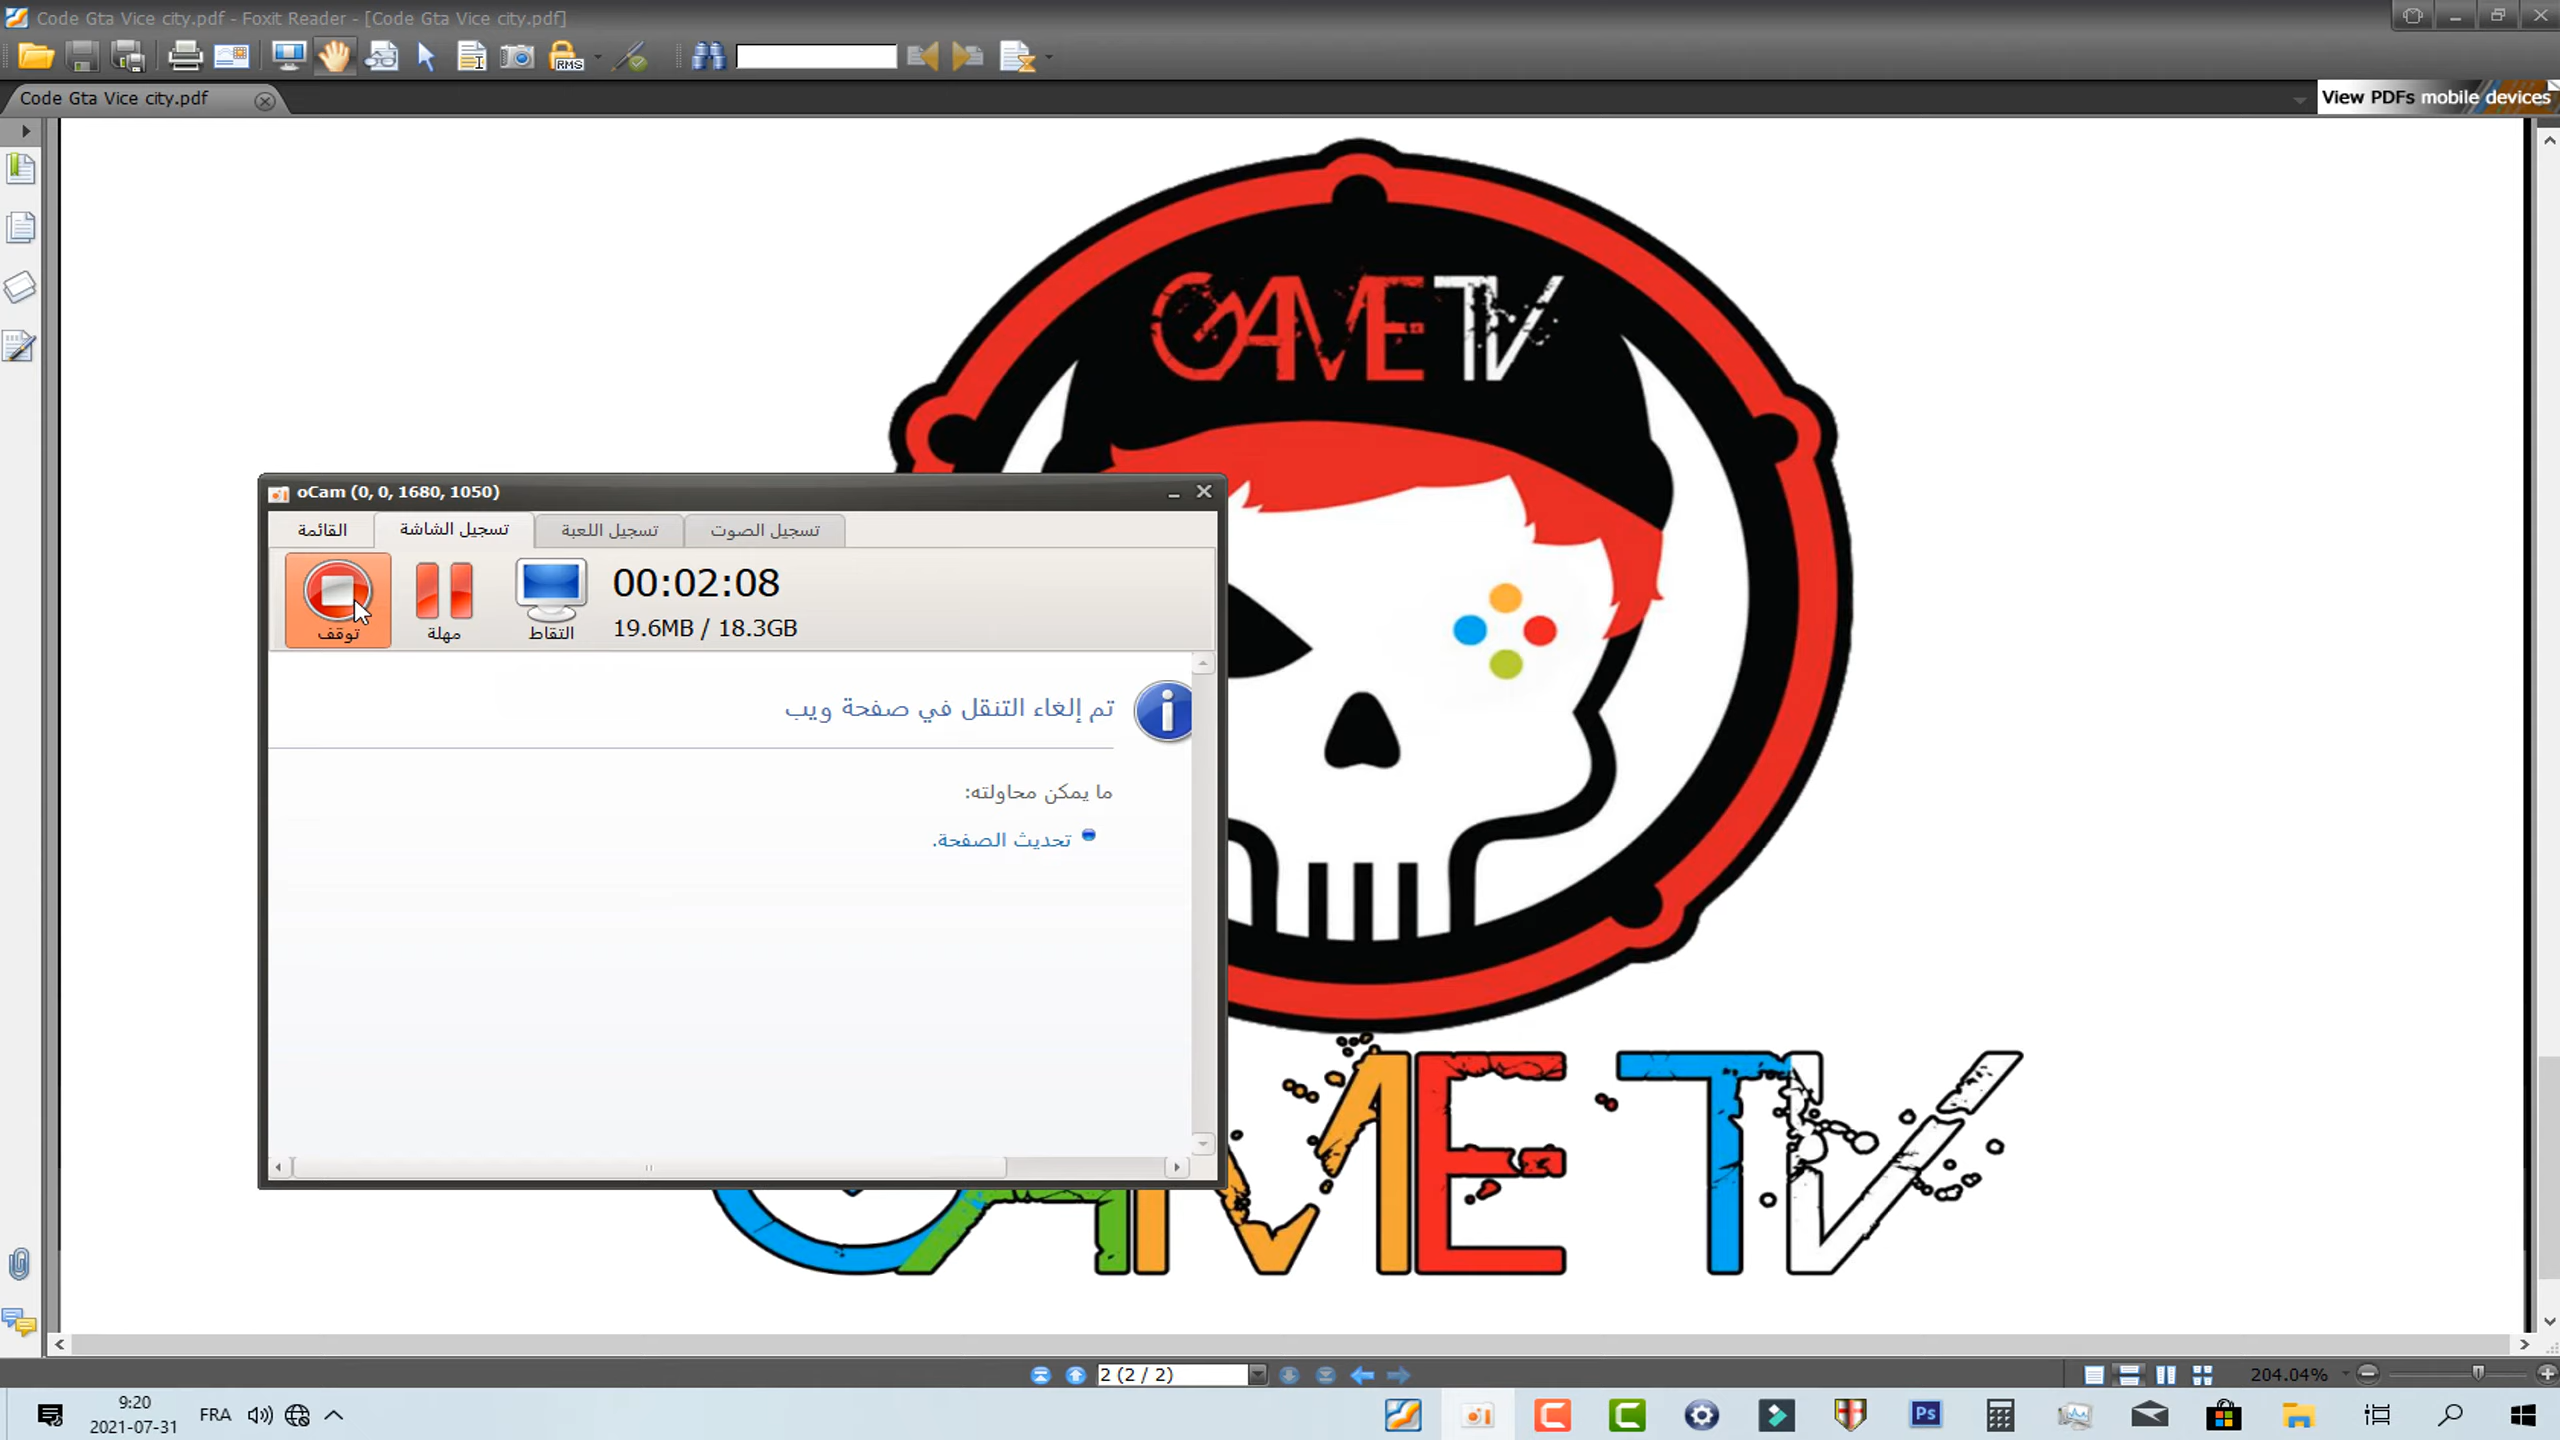 Code Gta Vice city.pdf - Foxit Reader - [Code Gta Vice city.pdf]
RMS
Code Gta Vice city.pdf
View PDFs mobile devices
GAME TV
oCam (0, 0, 1680, 1050)
القائمة
تسجيل الشاشة
تسجيل اللعبة
تسجيل الصوت
توقف
مهلة
التقاط
00:02:08
19.6MB / 18.3GB
تم إلغاء التنقل في صفحة ويب
ما يمكن محاولته:
تحديث الصفحة.
GAME TV
2 (2 / 2)
204.04%
9:20
2021-07-31
FRA
Ps